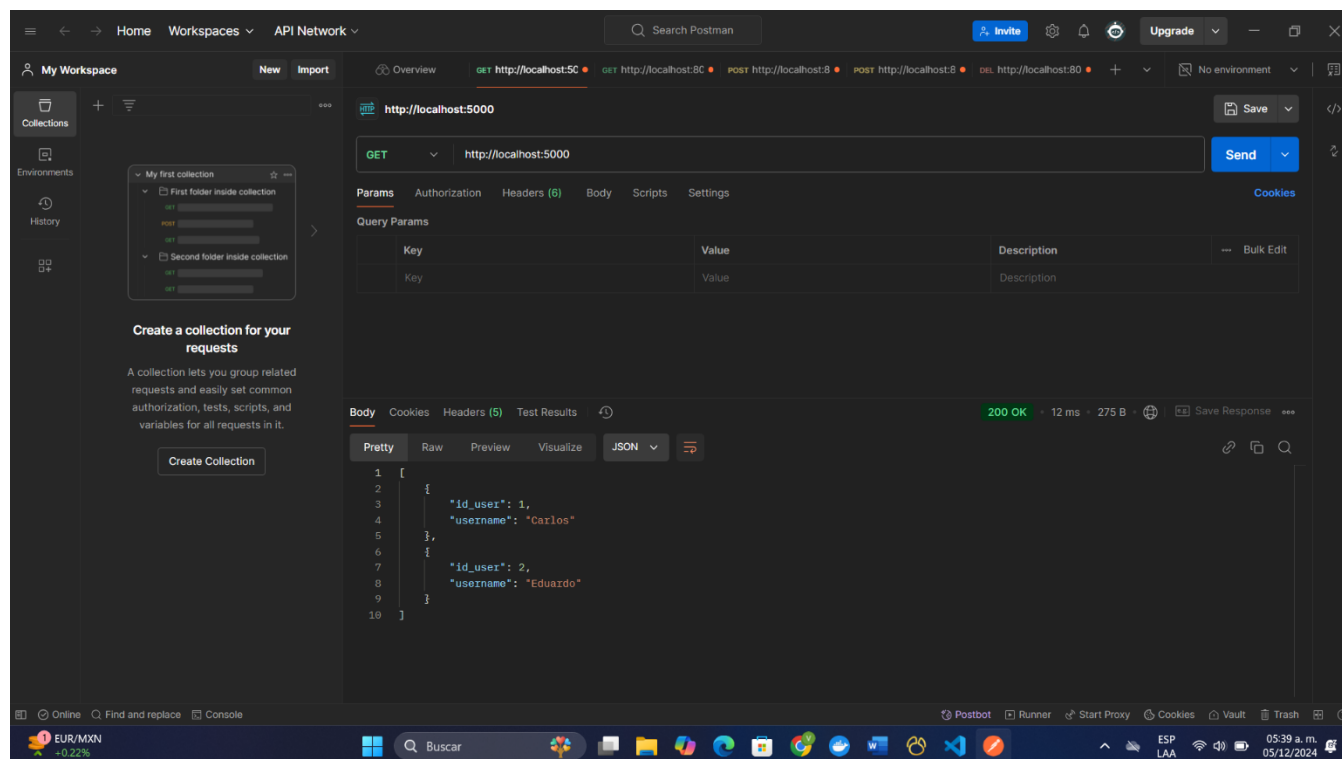 Home Workspaces API Network Search Postman Invite Upgrade
My Workspace New Import Overview GET http://localhost:50 GET http://localhost:80 POST http://localhost:8 POST http://localhost:8 DEL http://localhost:80 No environment
Collections
Environments
History
My first collection
First folder inside collection
GET
POST
GET
Second folder inside collection
GET
GET
Create a collection for your
requests
A collection lets you group related
requests and easily set common
authorization, tests, scripts, and
variables for all requests in it.
Create Collection
HTTP http://localhost:5000 Save
GET http://localhost:5000 Send
Params Authorization Headers (6) Body Scripts Settings Cookies
Query Params
Key Value Description Bulk Edit
Key Value Description
Body Cookies Headers (5) Test Results 200 OK 12 ms 275 B Save Response
Pretty Raw Preview Visualize JSON
1 [
2 {
3 "id_user": 1,
4 "username": "Carlos"
5 },
6 {
7 "id_user": 2,
8 "username": "Eduardo"
9 }
10 ]
Online Find and replace Console Postbot Runner Start Proxy Cookies Vault Trash
1 EUR/MXN
+0.22%
Buscar
ESP
LAA
05:39 a. m.
05/12/2024